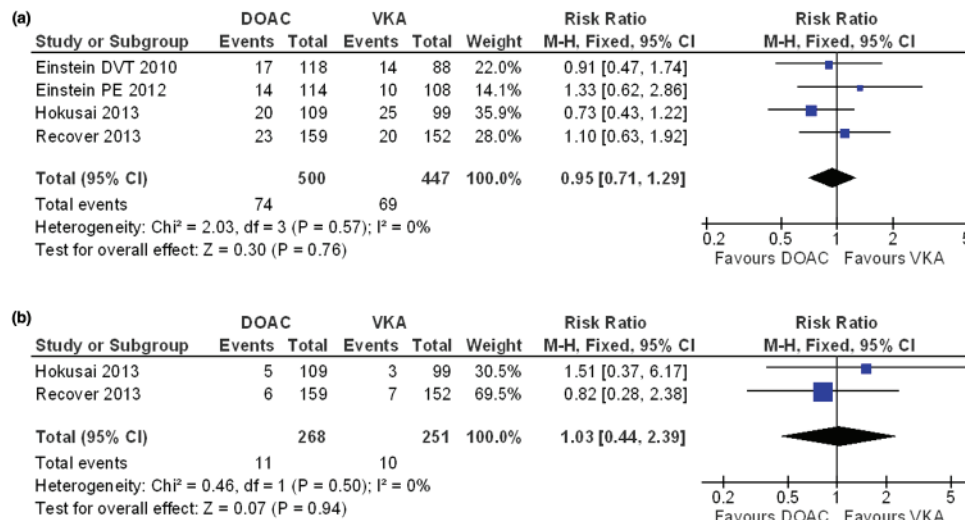 (a) DOAC VKA Risk Ratio Risk Ratio
Study or Subgroup Events Total Events Total Weight M-H, Fixed, 95% CI M-H, Fixed, 95% CI
Einstein DVT 2010 17 118 14 88 22.0% 0.91 [0.47, 1.74]
Einstein PE 2012 14 114 10 108 14.1% 1.33 [0.62, 2.86]
Hokusai 2013 20 109 25 99 35.9% 0.73 [0.43, 1.22]
Recover 2013 23 159 20 152 28.0% 1.10 [0.63, 1.92]
Total (95% CI) 500 447 100.0% 0.95 [0.71, 1.29]
Total events 74 69
Heterogeneity: Chi² = 2.03, df = 3 (P = 0.57); I² = 0%
Test for overall effect: Z = 0.30 (P = 0.76)
0.2 0.5 1 2 5
Favours DOAC Favours VKA
(b) DOAC VKA Risk Ratio Risk Ratio
Study or Subgroup Events Total Events Total Weight M-H, Fixed, 95% CI M-H, Fixed, 95% CI
Hokusai 2013 5 109 3 99 30.5% 1.51 [0.37, 6.17]
Recover 2013 6 159 7 152 69.5% 0.82 [0.28, 2.38]
Total (95% CI) 268 251 100.0% 1.03 [0.44, 2.39]
Total events 11 10
Heterogeneity: Chi² = 0.46, df = 1 (P = 0.50); I² = 0%
Test for overall effect: Z = 0.07 (P = 0.94)
0.2 0.5 1 2 5
Favours DOAC Favours VKA